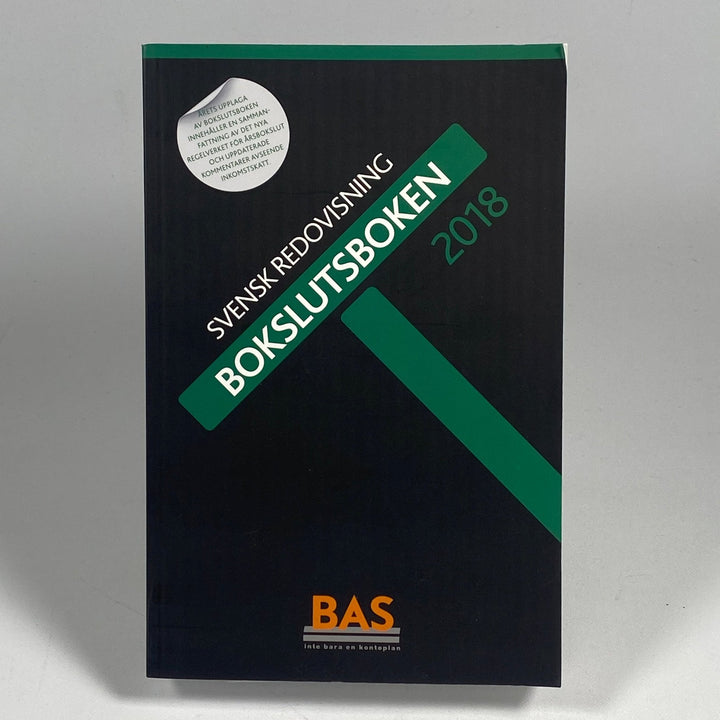 ÅRETS UPPLAGA
AV BOKSLUTSBOKEN
INNEHÅLLER EN SAMMAN-
FATTNING AV DET NYA
REGELVERKET FÖR ÅRSBOKSLUT
OCH UPPDATERADE
KOMMENTARER AVSEENDE
INKOMSTSKATT.
SVENSK REDOVISNING
BOKSLUTSBOKEN
2018
BAS
Inte bara en kontoplan